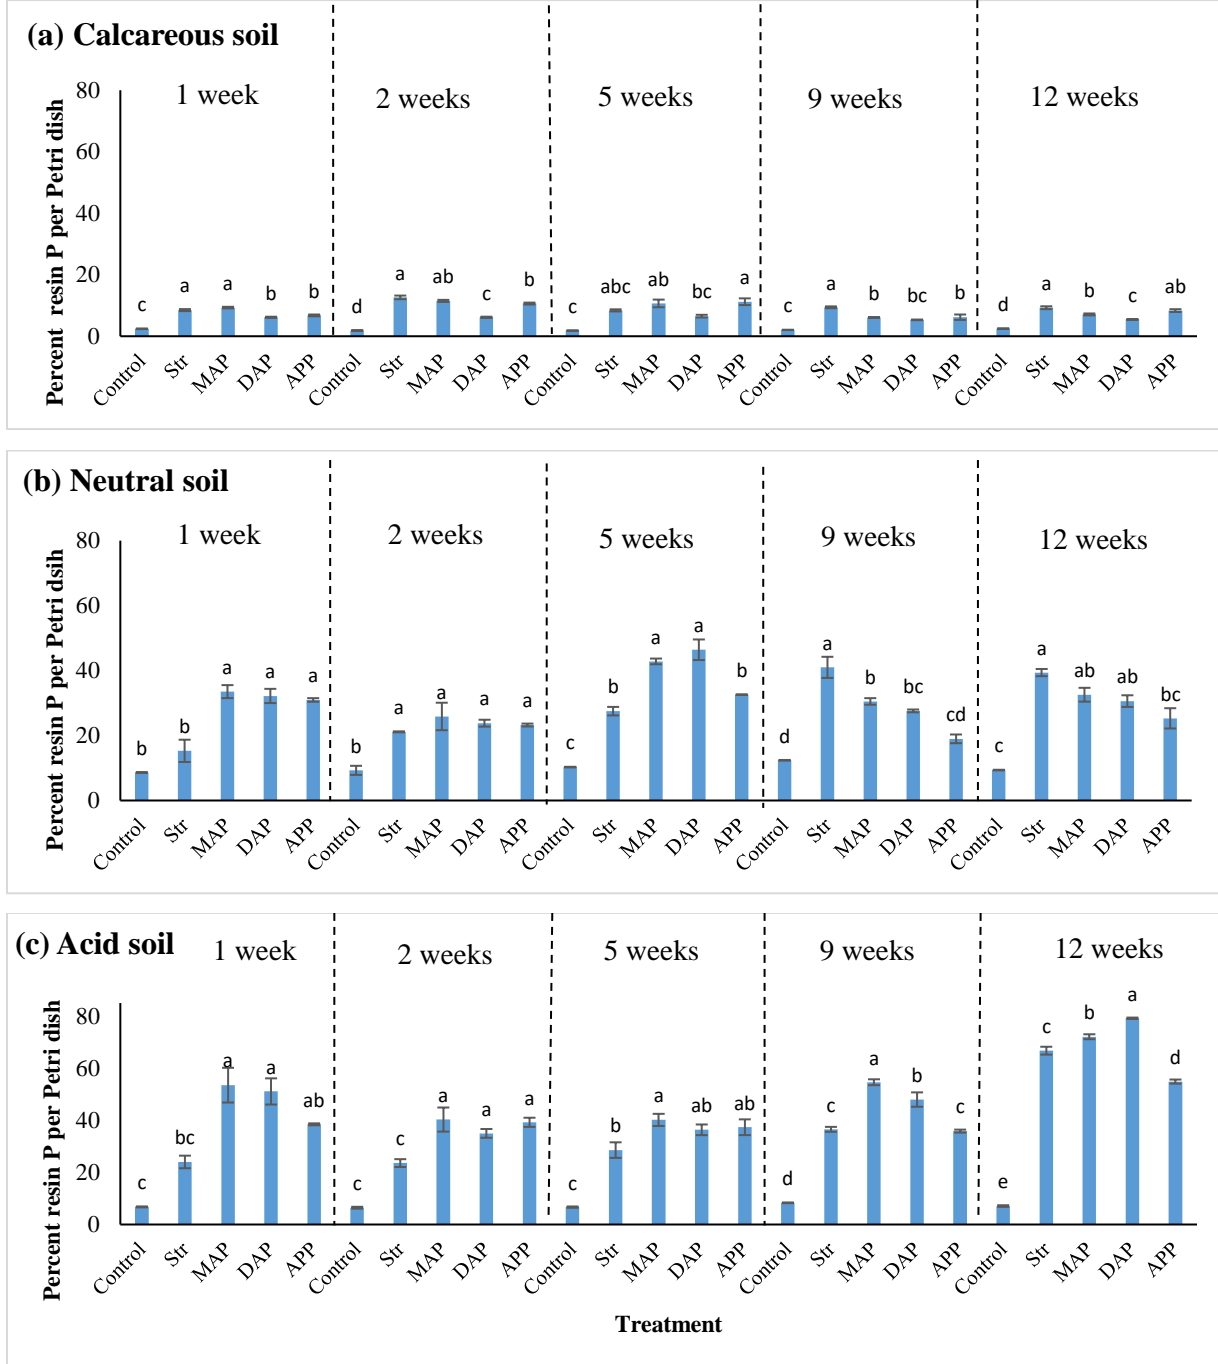 (a) Calcareous soil
1 week 2 weeks 5 weeks 9 weeks 12 weeks
Percent resin P per Petri dish
80
60
40
20
0
c a a b b d a ab c b c abc ab bc a c a b bc b d a b c ab
Control Str MAP DAP APP Control Str MAP DAP APP Control Str MAP DAP APP Control Str MAP DAP APP Control Str MAP DAP APP
(b) Neutral soil
1 week 2 weeks 5 weeks 9 weeks 12 weeks
Percent resin P per Petri dsih
80
60
40
20
0
b b a a a b a a a a c b a a b d a b bc cd c a ab ab bc
Control Str MAP DAP APP Control Str MAP DAP APP Control Str MAP DAP APP Control Str MAP DAP APP Control Str MAP DAP APP
(c) Acid soil
1 week 2 weeks 5 weeks 9 weeks 12 weeks
Percent resin P per Petri dish
80
60
40
20
0
c bc a a ab c c a a a c b a ab ab d c a b c e c b a d
Control Str MAP DAP APP Control Str MAP DAP APP Control Str MAP DAP APP Control Str MAP DAP APP Control Str MAP DAP APP
Treatment